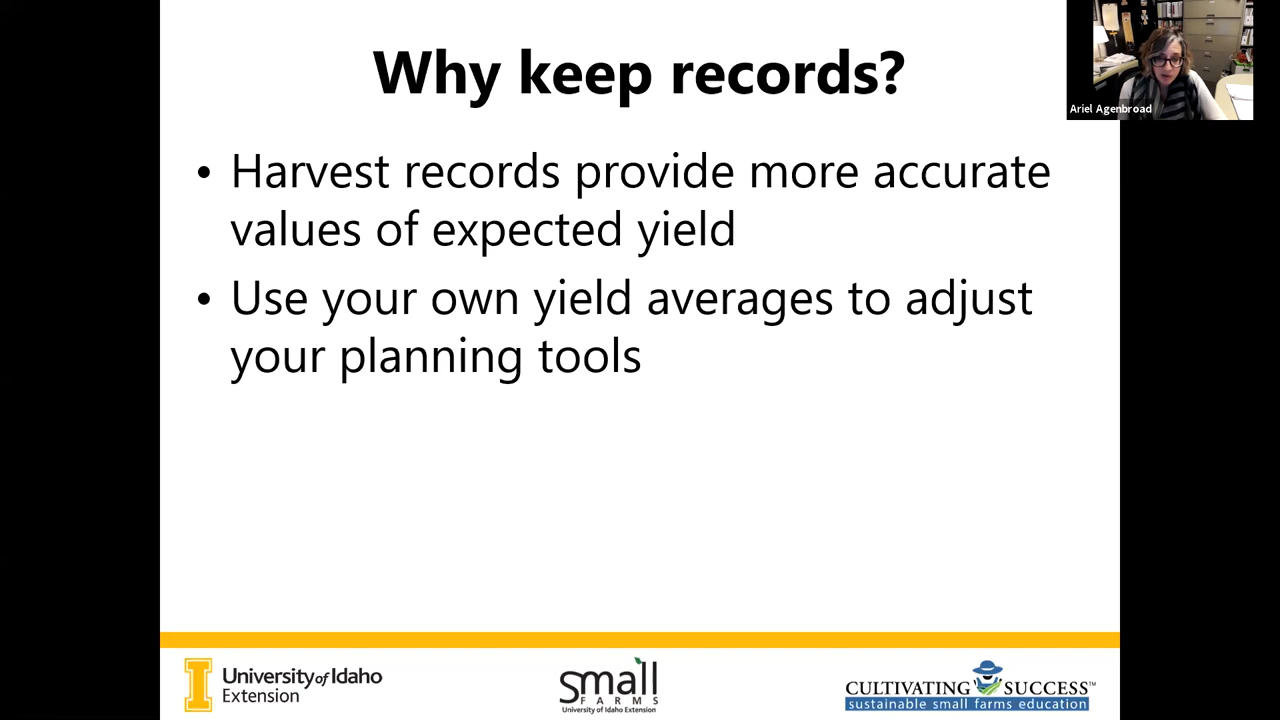 Why keep records?
Ariel Agenbroad
• Harvest records provide more accurate
values of expected yield
• Use your own yield averages to adjust
your planning tools
I
University of Idaho
Extension
small
FARMS
University of Idaho Extension
CULTIVATING SUCCESS™
sustainable small farms education